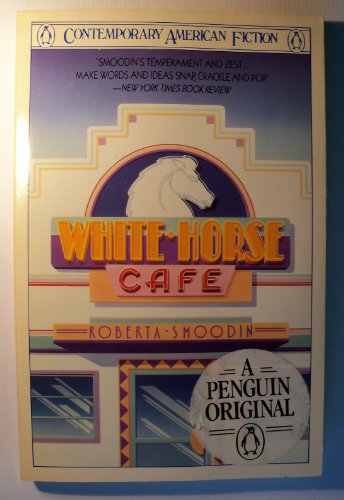 CONTEMPORARY AMERICAN FICTION
"SMOODIN'S TEMPERAMENT AND ZEST
MAKE WORDS AND IDEAS SNAP, CRACKLE AND POP"
—NEW YORK TIMES BOOK REVIEW
WHITE·HORSE
CAFE
ROBERTA·SMOODIN
A
PENGUIN
ORIGINAL